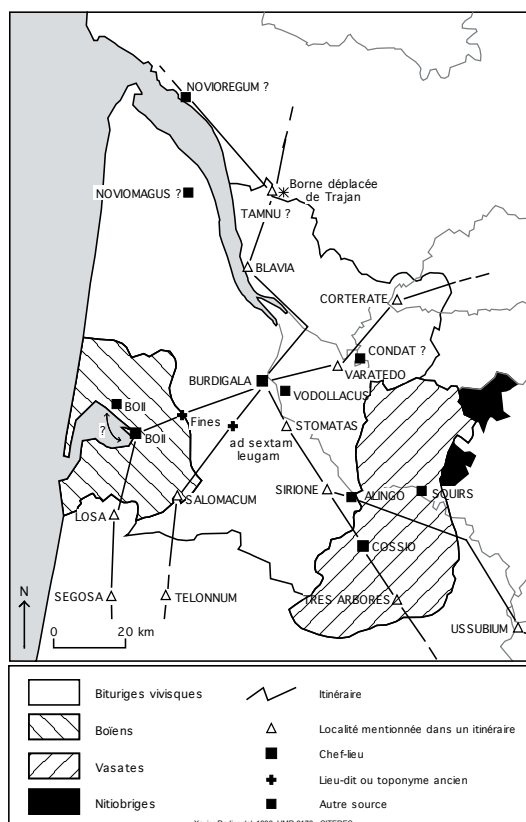 NOVIOREGUM ?
Borne déplacée
de Trajan
NOVIOMAGUS ?
TAMNU ?
BLAVIA
CORTERATE
CONDAT ?
VARATEDO
BURDIGALA
VODOLLACUS
BOII
?
BOII
Fines
STOMATAS
ad sextam
leugam
SIRIONE
ALINGO
SQUIRS
SALOMACUM
LOSA
COSSIO
SEGOSA
TELONNUM
TRES ARBORES
USSUBIUM
N
0 20 km
Bituriges vivisques
Itinéraire
Boïens
Localité mentionnée dans un itinéraire
Chef-lieu
Vasates
Lieu-dit ou toponyme ancien
Nitiobriges
Autre source